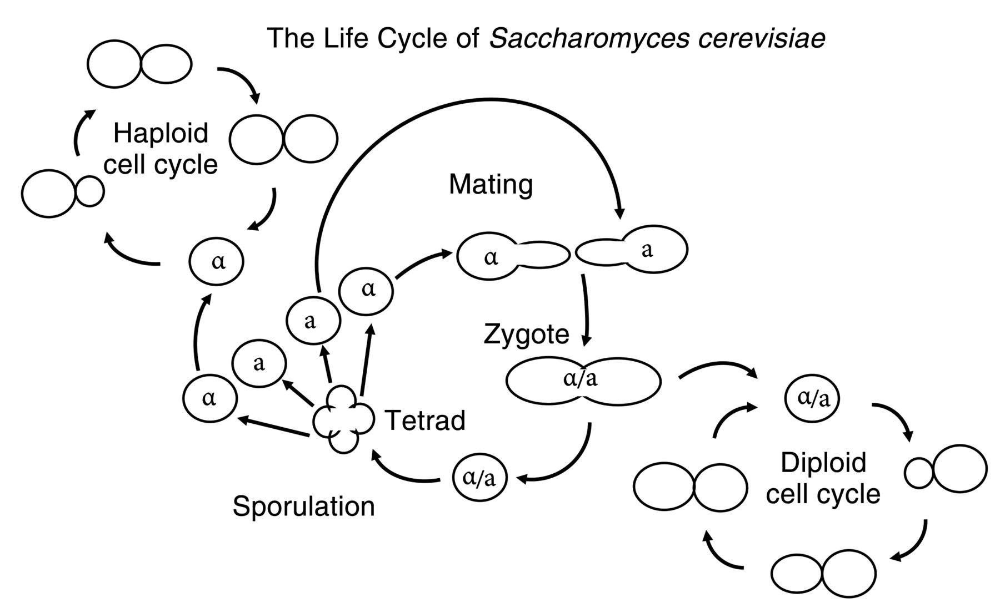 The Life Cycle of Saccharomyces cerevisiae
Haploid
cell cycle
Mating
α
a
α
α
a
a
α
Zygote
α/a
Tetrad
α/a
Sporulation
α/a
Diploid
cell cycle